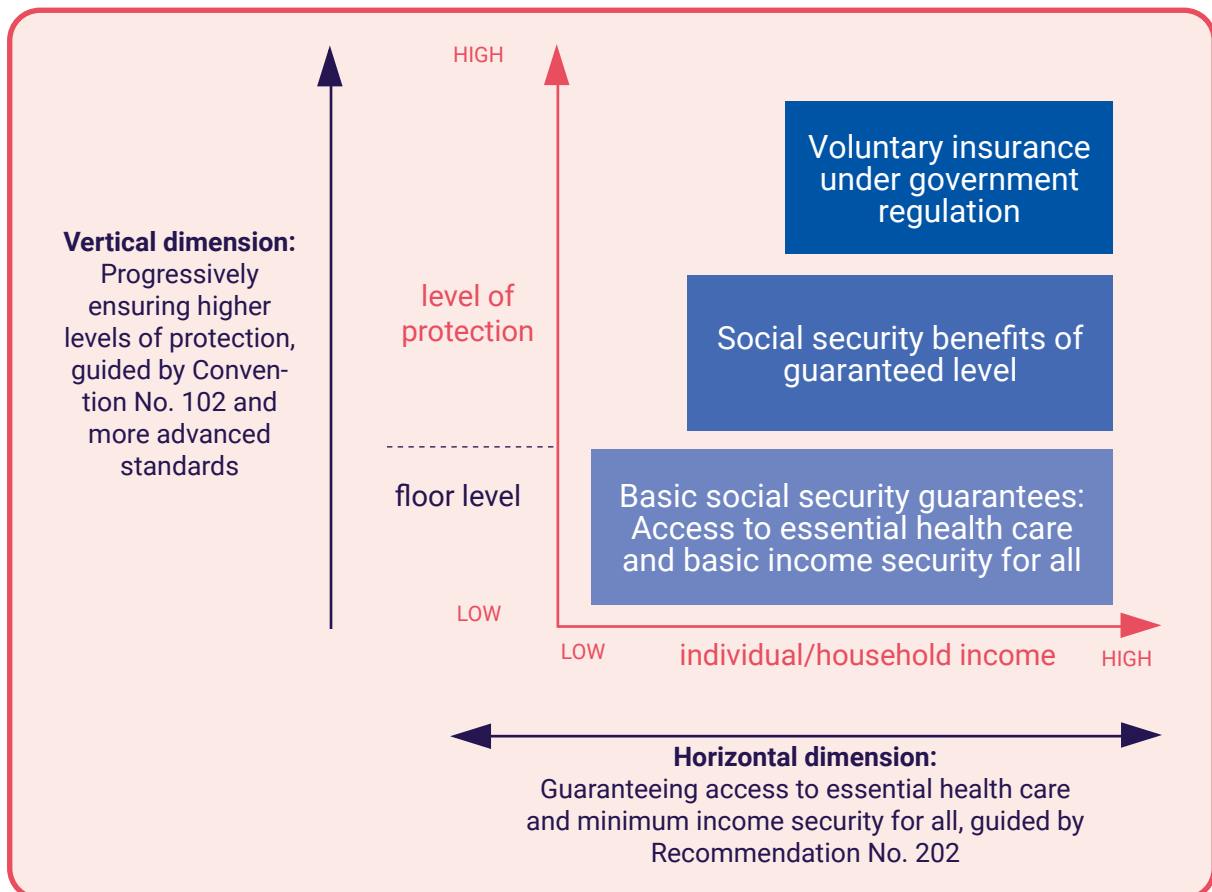 HIGH
Voluntary insurance
under government
regulation
Vertical dimension:
Progressively
ensuring higher
levels of protection,
guided by Conven-
tion No. 102 and
more advanced
standards
level of
protection
Social security benefits of
guaranteed level
floor level
Basic social security guarantees:
Access to essential health care
and basic income security for all
LOW
LOW
individual/household income
HIGH
Horizontal dimension:
Guaranteeing access to essential health care
and minimum income security for all, guided by
Recommendation No. 202